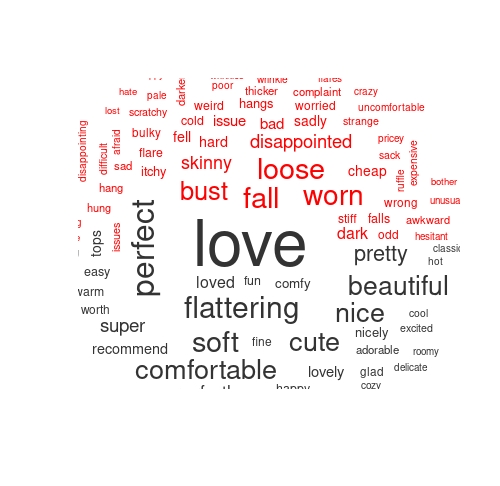 wrinkle
flares
poor
hate
pale
darke
thicker
complaint
crazy
lost
scratchy
weird
hangs
worried
uncomfortable
disappointing
difficult
afraid
bulky
cold
issue
bad
sadly
strange
fell
hard
disappointed
pricey
sack
ruffle
expensive
sad
flare
itchy
skinny
loose
cheap
hang
bust
fall
worn
wrong
bother
unusua
hung
issues
stiff
falls
awkward
dark
odd
hesitant
tops
perfect
love
pretty
classic
hot
easy
warm
loved
fun
comfy
beautiful
worth
flattering
nice
cool
super
excited
recommend
soft
fine
cute
nicely
adorable
roomy
comfortable
lovely
glad
delicate
happy
cozy